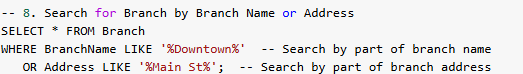 -- 8. Search for Branch by Branch Name or Address
SELECT * FROM Branch
WHERE BranchName LIKE '%Downtown%'  -- Search by part of branch name
   OR Address LIKE '%Main St%';  -- Search by part of branch address